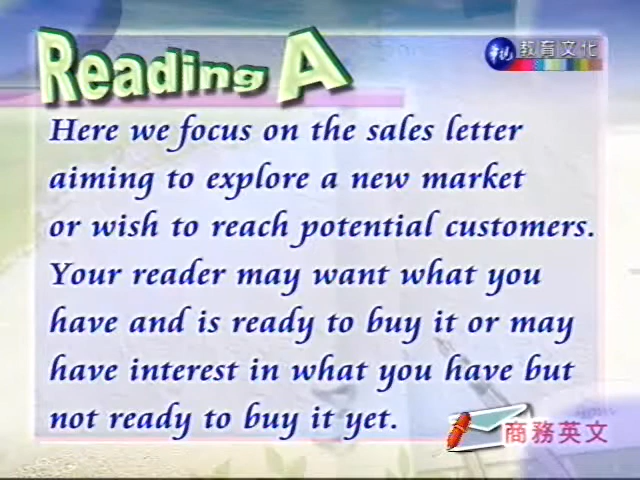 Reading A
華視 教育文化
Here we focus on the sales letter
aiming to explore a new market
or wish to reach potential customers.
Your reader may want what you
have and is ready to buy it or may
have interest in what you have but
not ready to buy it yet.
商務英文